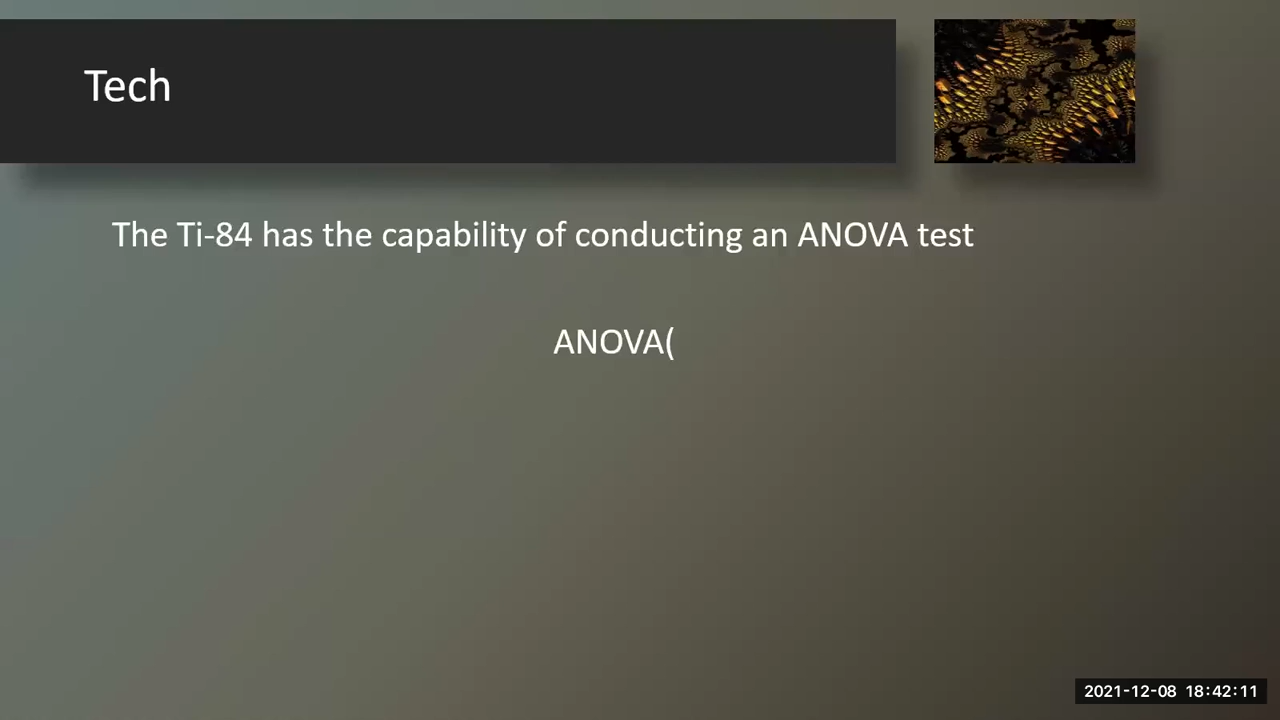 Tech
The Ti-84 has the capability of conducting an ANOVA test
ANOVA(
2021-12-08 18:42:11